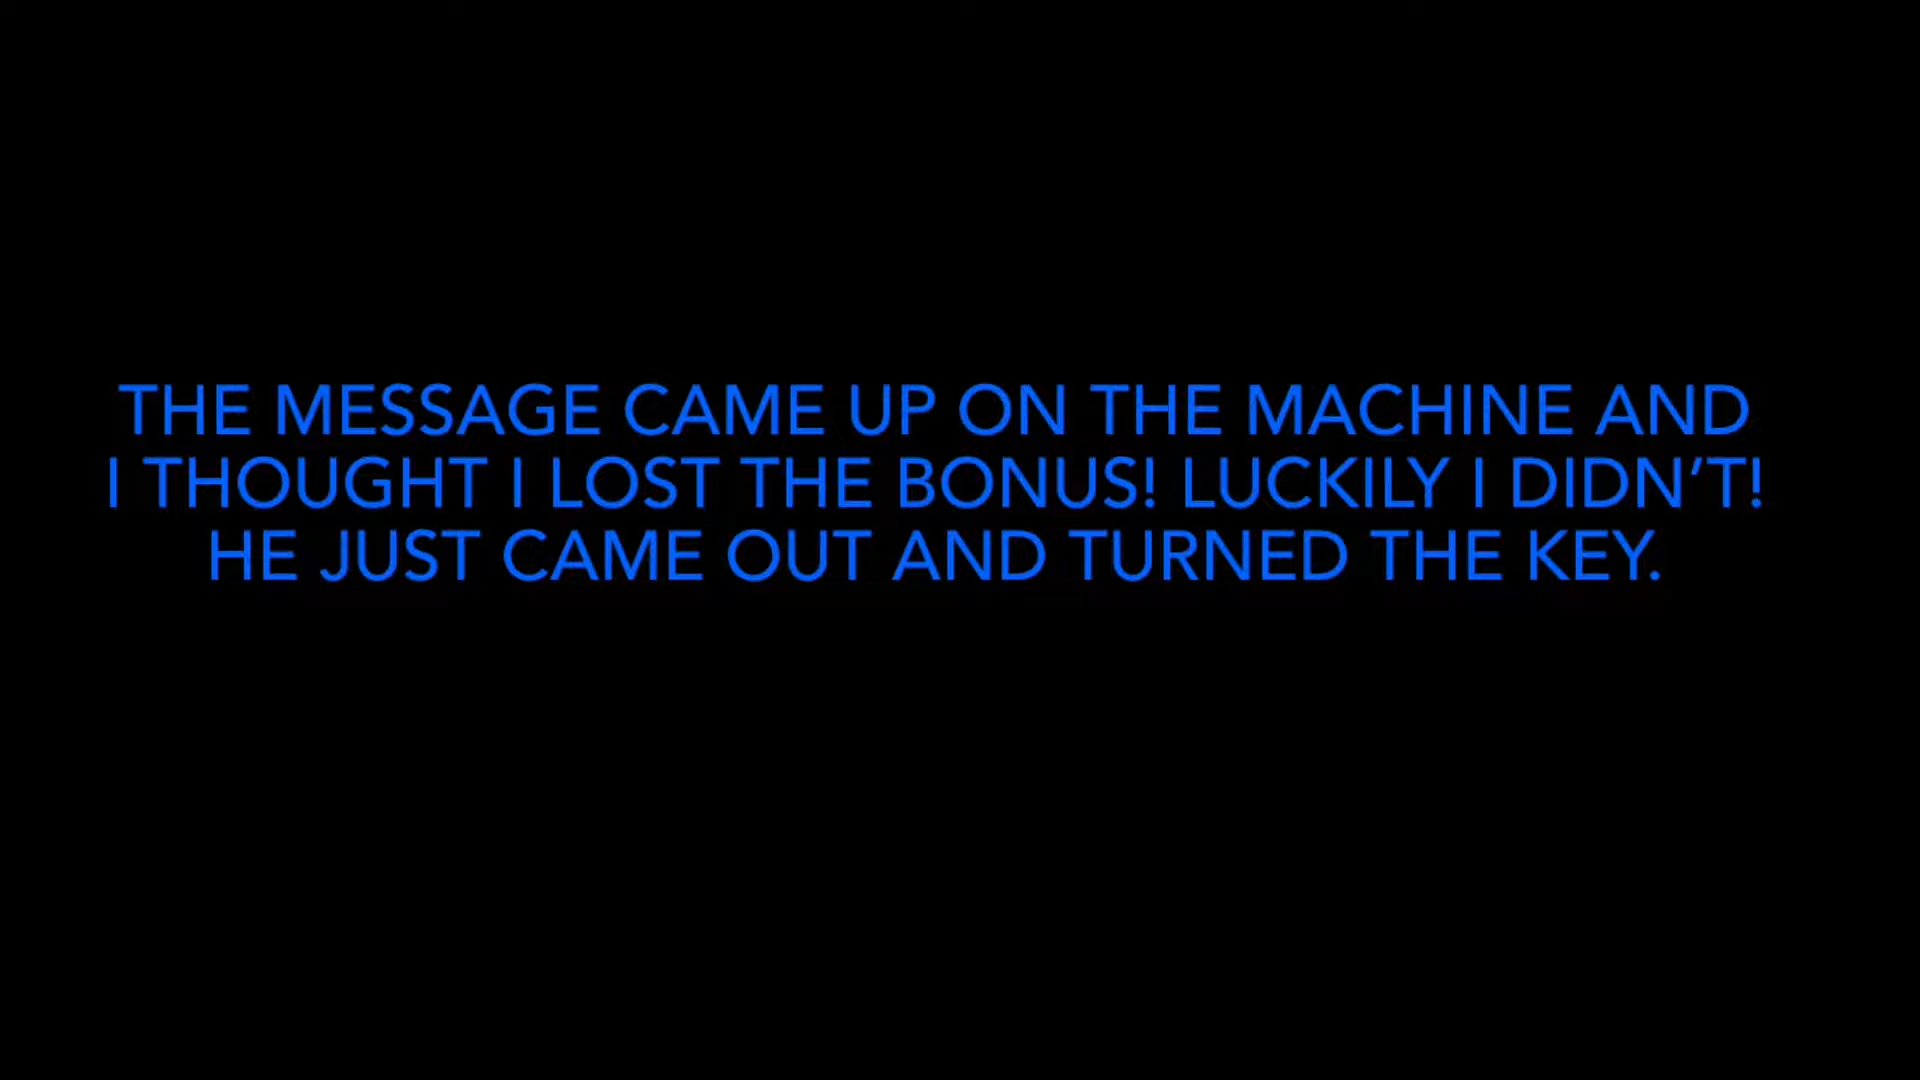 THE MESSAGE CAME UP ON THE MACHINE AND
I THOUGHT I LOST THE BONUS! LUCKILY I DIDN’T!
HE JUST CAME OUT AND TURNED THE KEY.